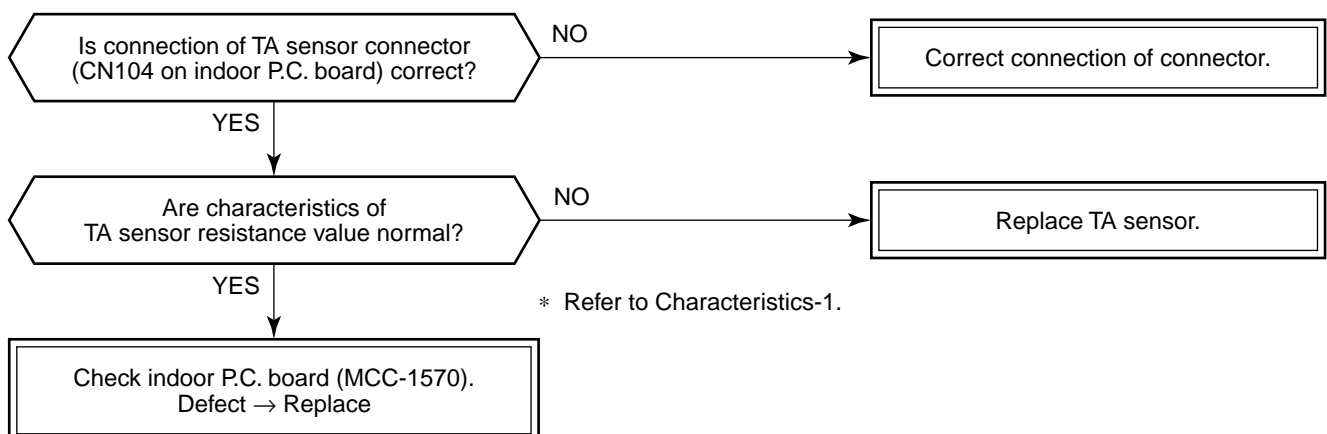 Is connection of TA sensor connector
(CN104 on indoor P.C. board) correct?
NO
Correct connection of connector.
YES
Are characteristics of
TA sensor resistance value normal?
NO
Replace TA sensor.
YES
* Refer to Characteristics-1.
Check indoor P.C. board (MCC-1570).
Defect → Replace